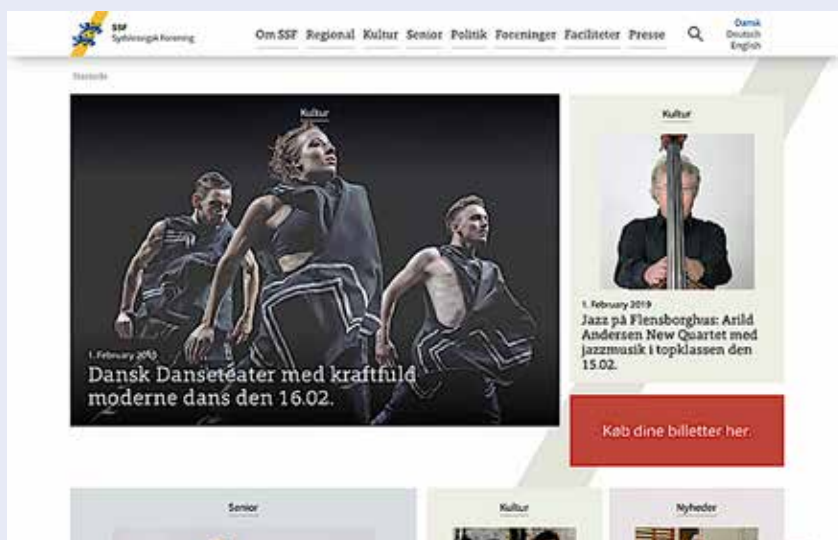 SSF
Sydslesvigsk Forening
Om SSF Regional Kultur Senior Politik Foreninger Faciliteter Presse
Dansk
Deutsch
English
Startside
Kultur
1. February 2019
Dansk Danseteater med kraftfuld
moderne dans den 16.02.
Kultur
1. February 2019
Jazz på Flensborghus: Arild
Andersen New Quartet med
jazzmusik i topklassen den
15.02.
Køb dine billetter her.
Senior
Kultur
Nyheder